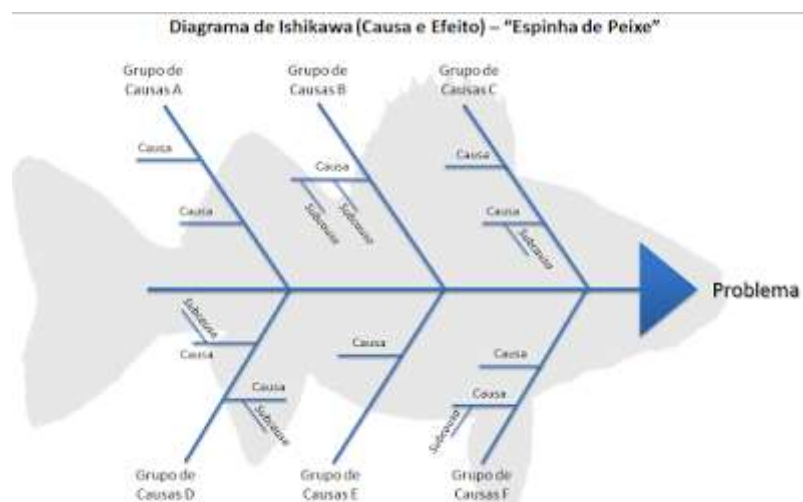 Diagrama de Ishikawa (Causa e Efeito) – “Espinha de Peixe”
Grupo de
Causas A
Grupo de
Causas B
Grupo de
Causas C
Causa
Causa
Causa
Subcausa
Subcausa
Causa
Causa
Subcausa
Problema
Subcausa
Causa
Causa
Subcausa
Causa
Causa
Causa
Subcausa
Grupo de
Causas D
Grupo de
Causas E
Grupo de
Causas F